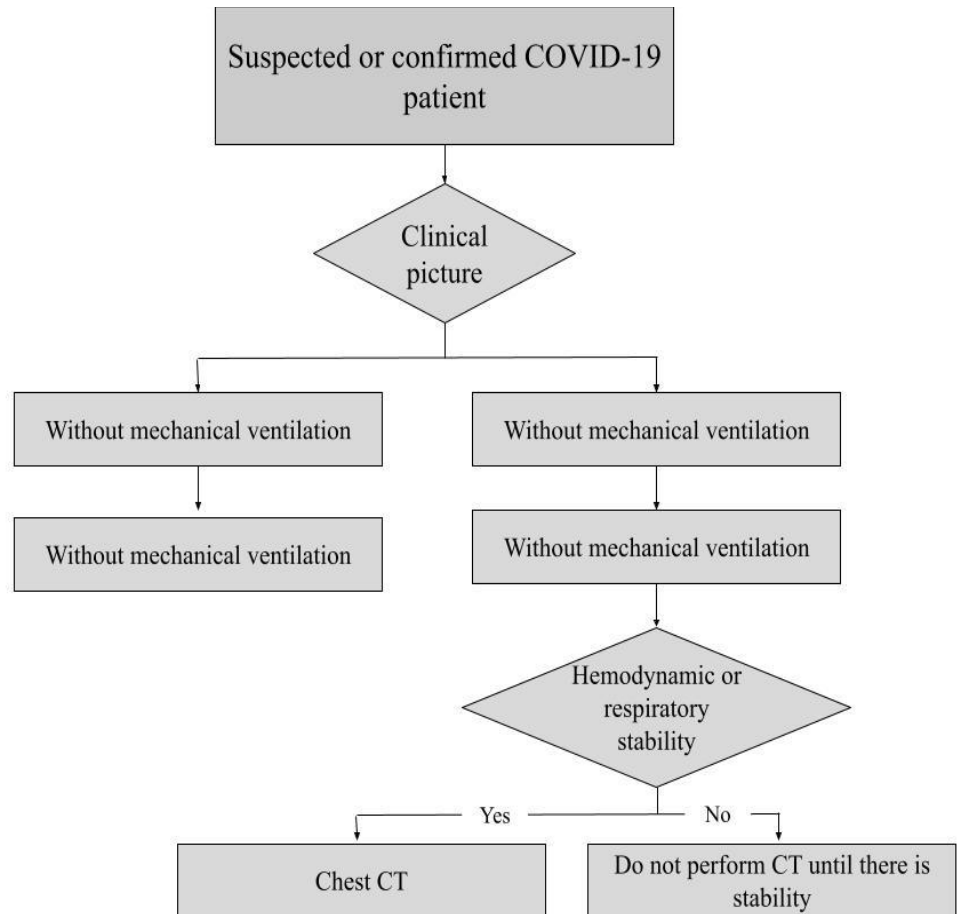 Suspected or confirmed COVID-19
patient
Clinical
picture
Without mechanical ventilation
Without mechanical ventilation
Without mechanical ventilation
Without mechanical ventilation
Hemodynamic or
respiratory
stability
Yes
No
Chest CT
Do not perform CT until there is
stability